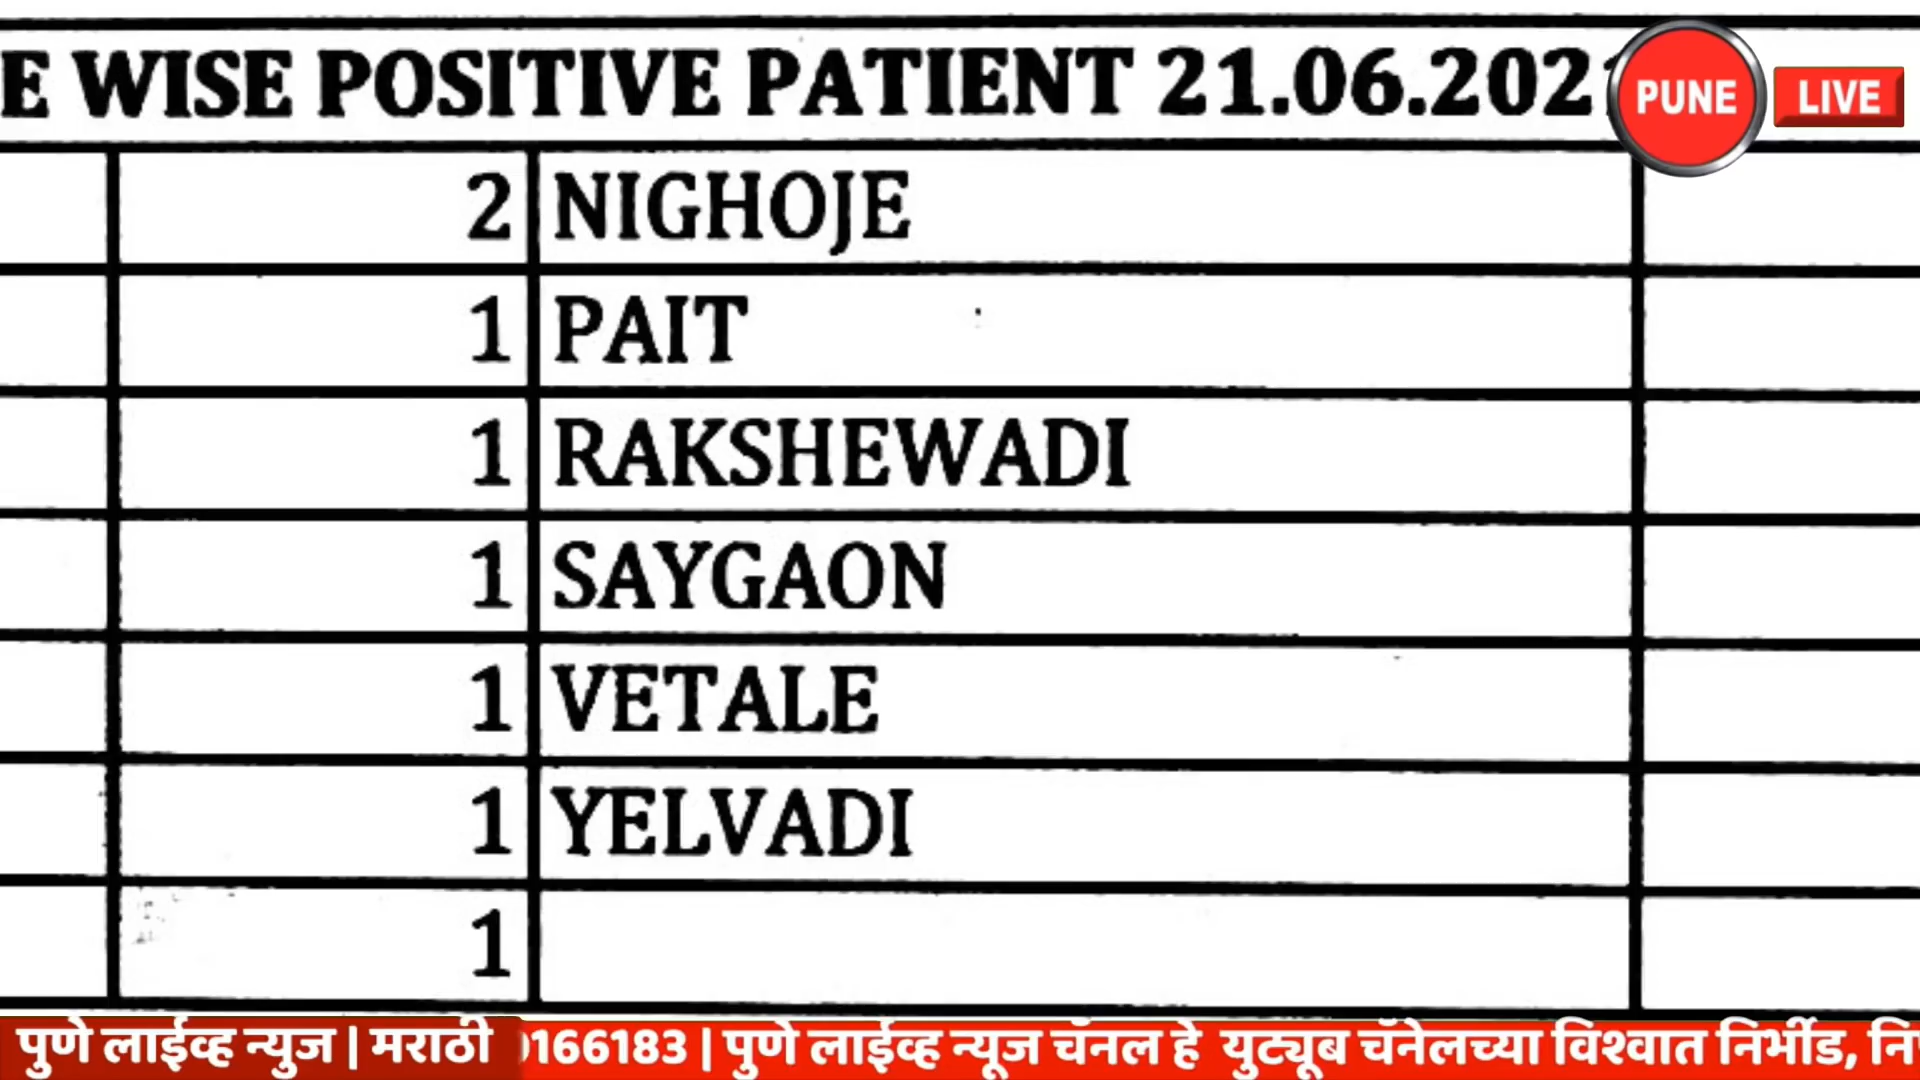 E WISE POSITIVE PATIENT 21.06.202
PUNE LIVE
2 NIGHOJE
1 PAIT
1 RAKSHEWADI
1 SAYGAON
1 VETALE
1 YELVADI
1
पुणे लाईव्ह न्युज | मराठी 166183 | पुणे लाईव्ह न्यूज चॅनल हे युट्यूब चॅनेलच्या विश्वात निर्भीड,